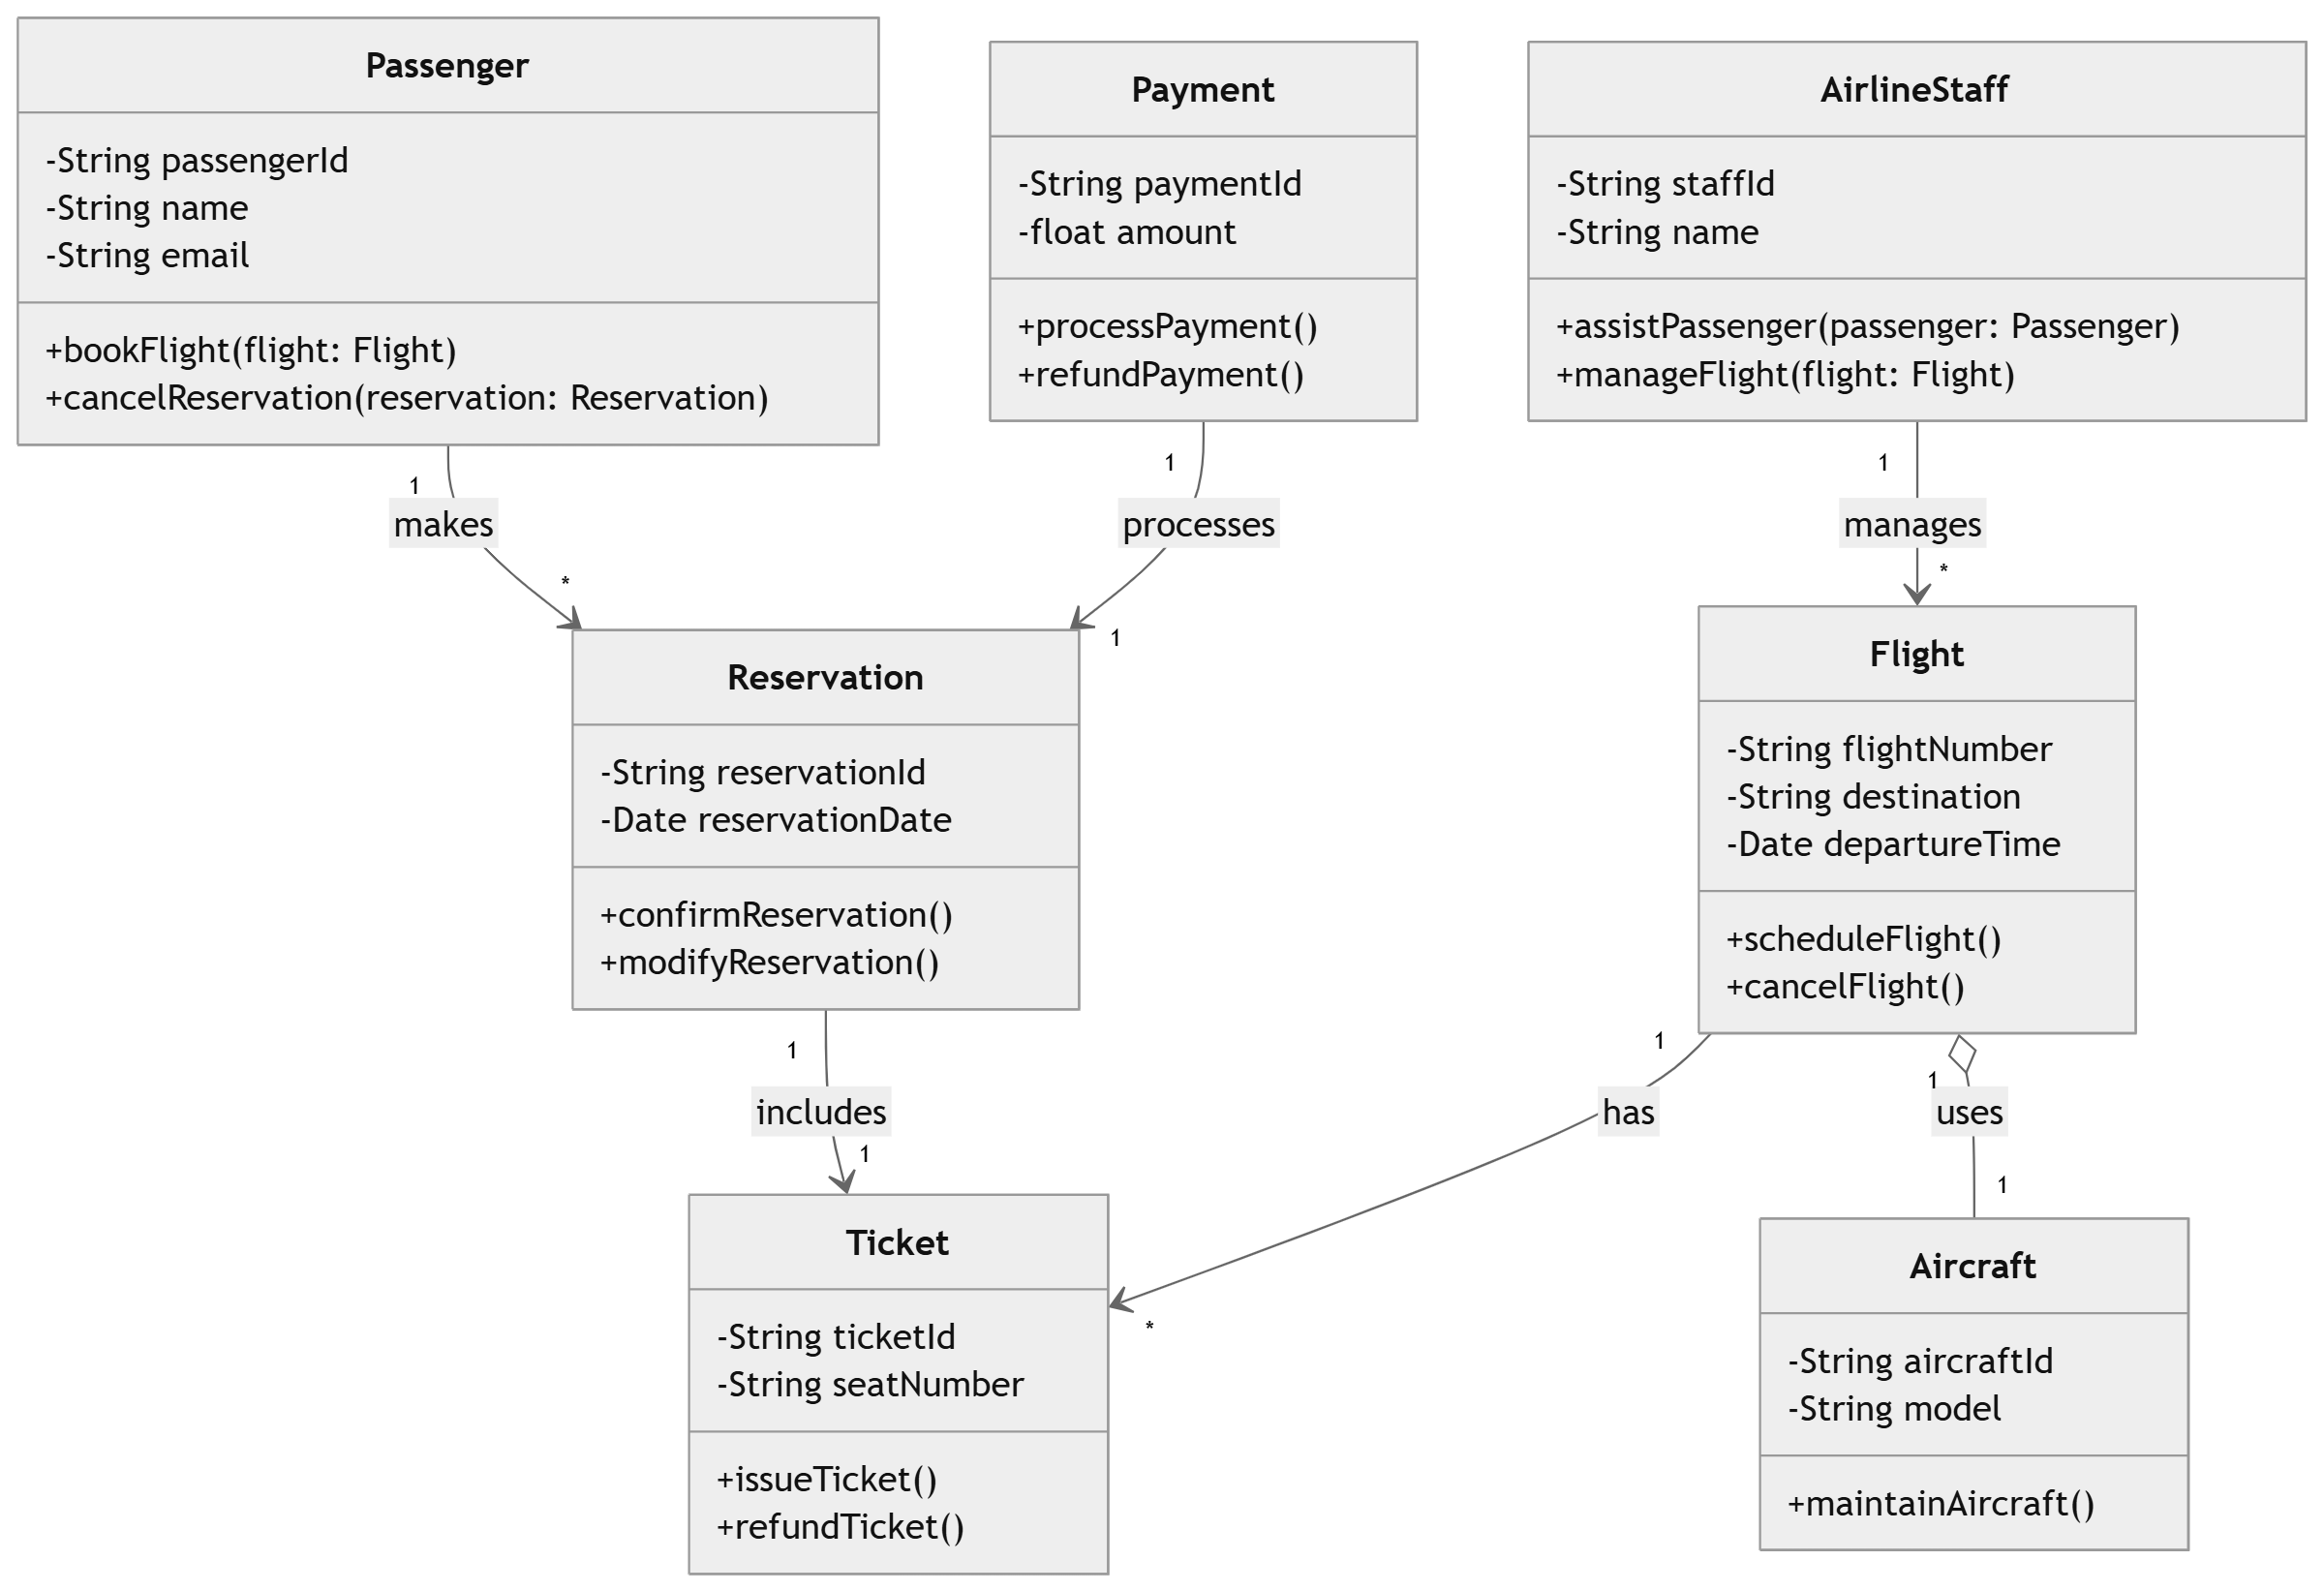 Passenger
-String passengerId
-String name
-String email
+bookFlight(flight: Flight)
+cancelReservation(reservation: Reservation)
Payment
-String paymentId
-float amount
+processPayment()
+refundPayment()
AirlineStaff
-String staffId
-String name
+assistPassenger(passenger: Passenger)
+manageFlight(flight: Flight)
1
makes
*
1
processes
1
1
manages
*
Reservation
-String reservationId
-Date reservationDate
+confirmReservation()
+modifyReservation()
Flight
-String flightNumber
-String destination
-Date departureTime
+scheduleFlight()
+cancelFlight()
1
includes
1
1
has
*
1
uses
1
Ticket
-String ticketId
-String seatNumber
+issueTicket()
+refundTicket()
Aircraft
-String aircraftId
-String model
+maintainAircraft()